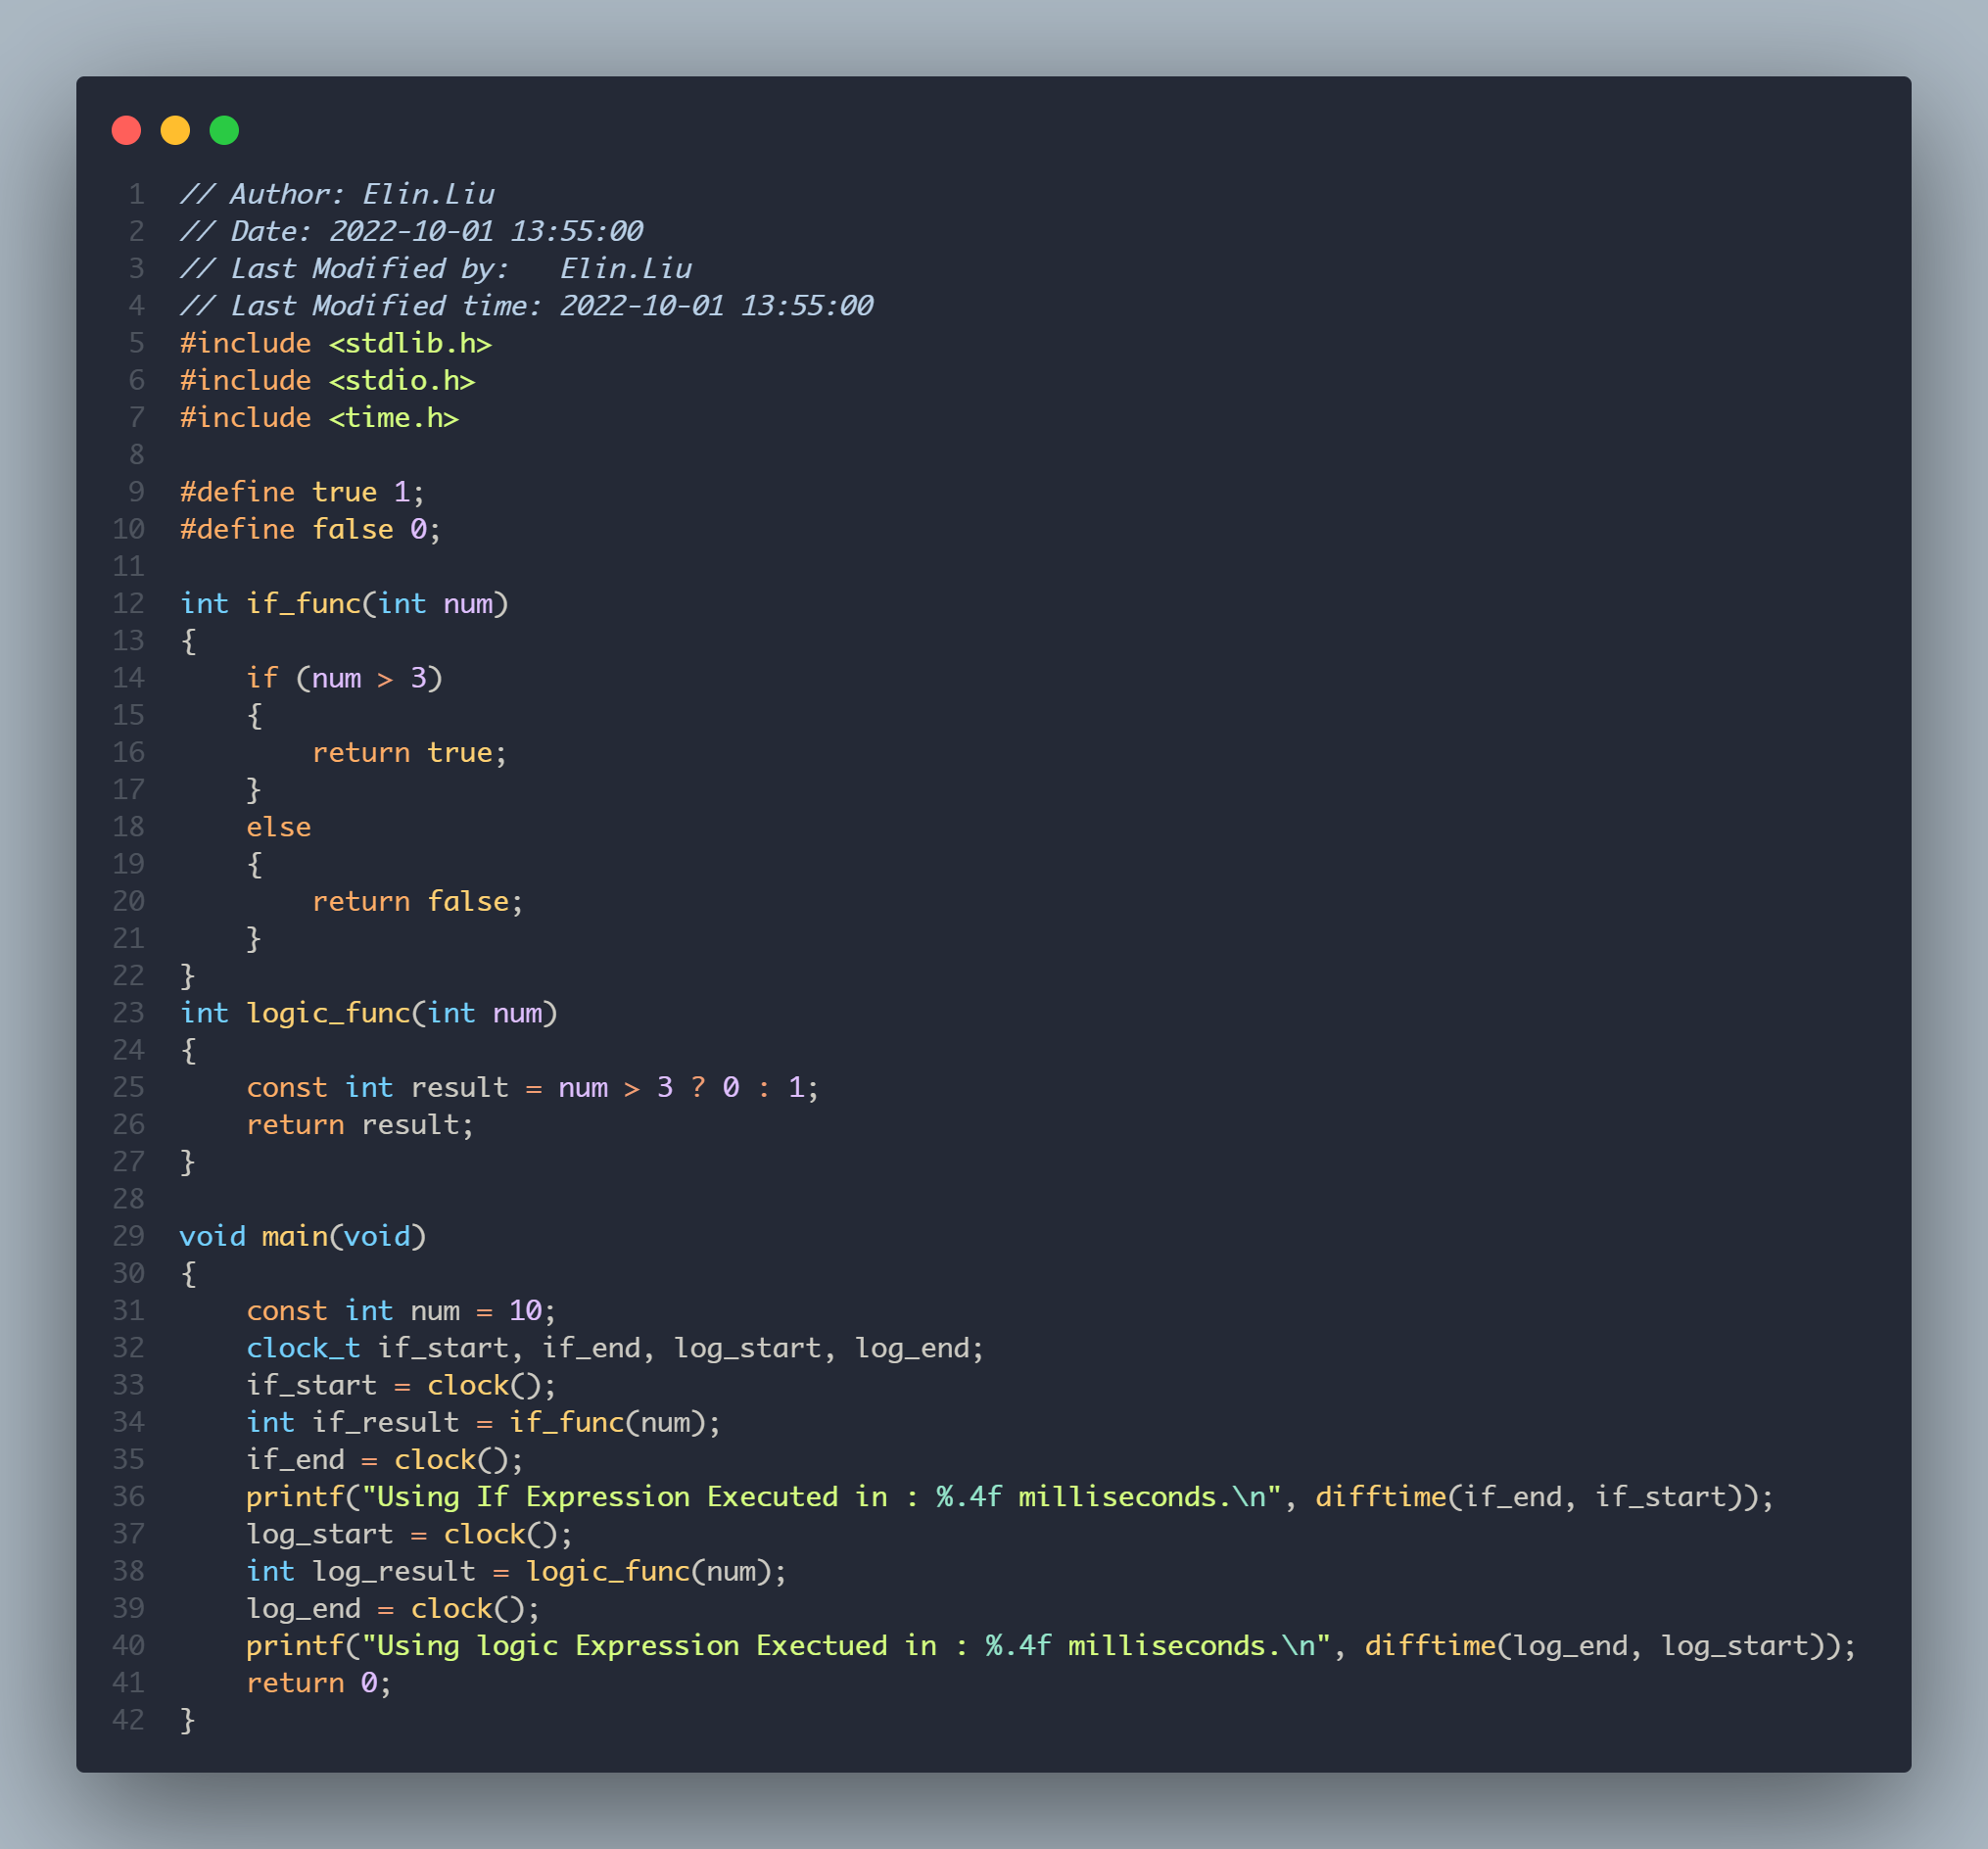 1 // Author: Elin.Liu
2 // Date: 2022-10-01 13:55:00
3 // Last Modified by:   Elin.Liu
4 // Last Modified time: 2022-10-01 13:55:00
5 #include <stdlib.h>
6 #include <stdio.h>
7 #include <time.h>
8
9 #define true 1;
10 #define false 0;
11
12 int if_func(int num)
13 {
14     if (num > 3)
15     {
16         return true;
17     }
18     else
19     {
20         return false;
21     }
22 }
23 int logic_func(int num)
24 {
25     const int result = num > 3 ? 0 : 1;
26     return result;
27 }
28
29 void main(void)
30 {
31     const int num = 10;
32     clock_t if_start, if_end, log_start, log_end;
33     if_start = clock();
34     int if_result = if_func(num);
35     if_end = clock();
36     printf("Using If Expression Executed in : %.4f milliseconds.\n", difftime(if_end, if_start));
37     log_start = clock();
38     int log_result = logic_func(num);
39     log_end = clock();
40     printf("Using logic Expression Exectued in : %.4f milliseconds.\n", difftime(log_end, log_start));
41     return 0;
42 }